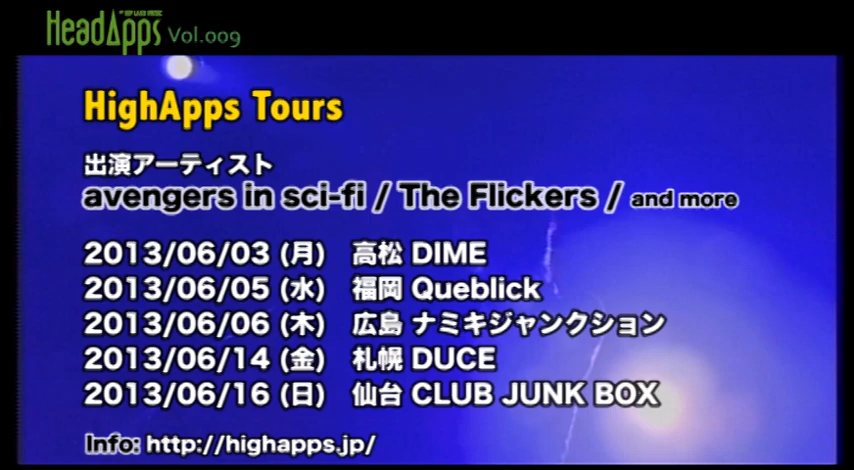 HeadApps Vol.009
HighApps Tours
出演アーティスト
avengers in sci-fi / The Flickers / and more
2013/06/03 (月) 高松 DIME
2013/06/05 (水) 福岡 Queblick
2013/06/06 (木) 広島 ナミキジャンクション
2013/06/14 (金) 札幌 DUCE
2013/06/16 (日) 仙台 CLUB JUNK BOX
Info: http://highapps.jp/